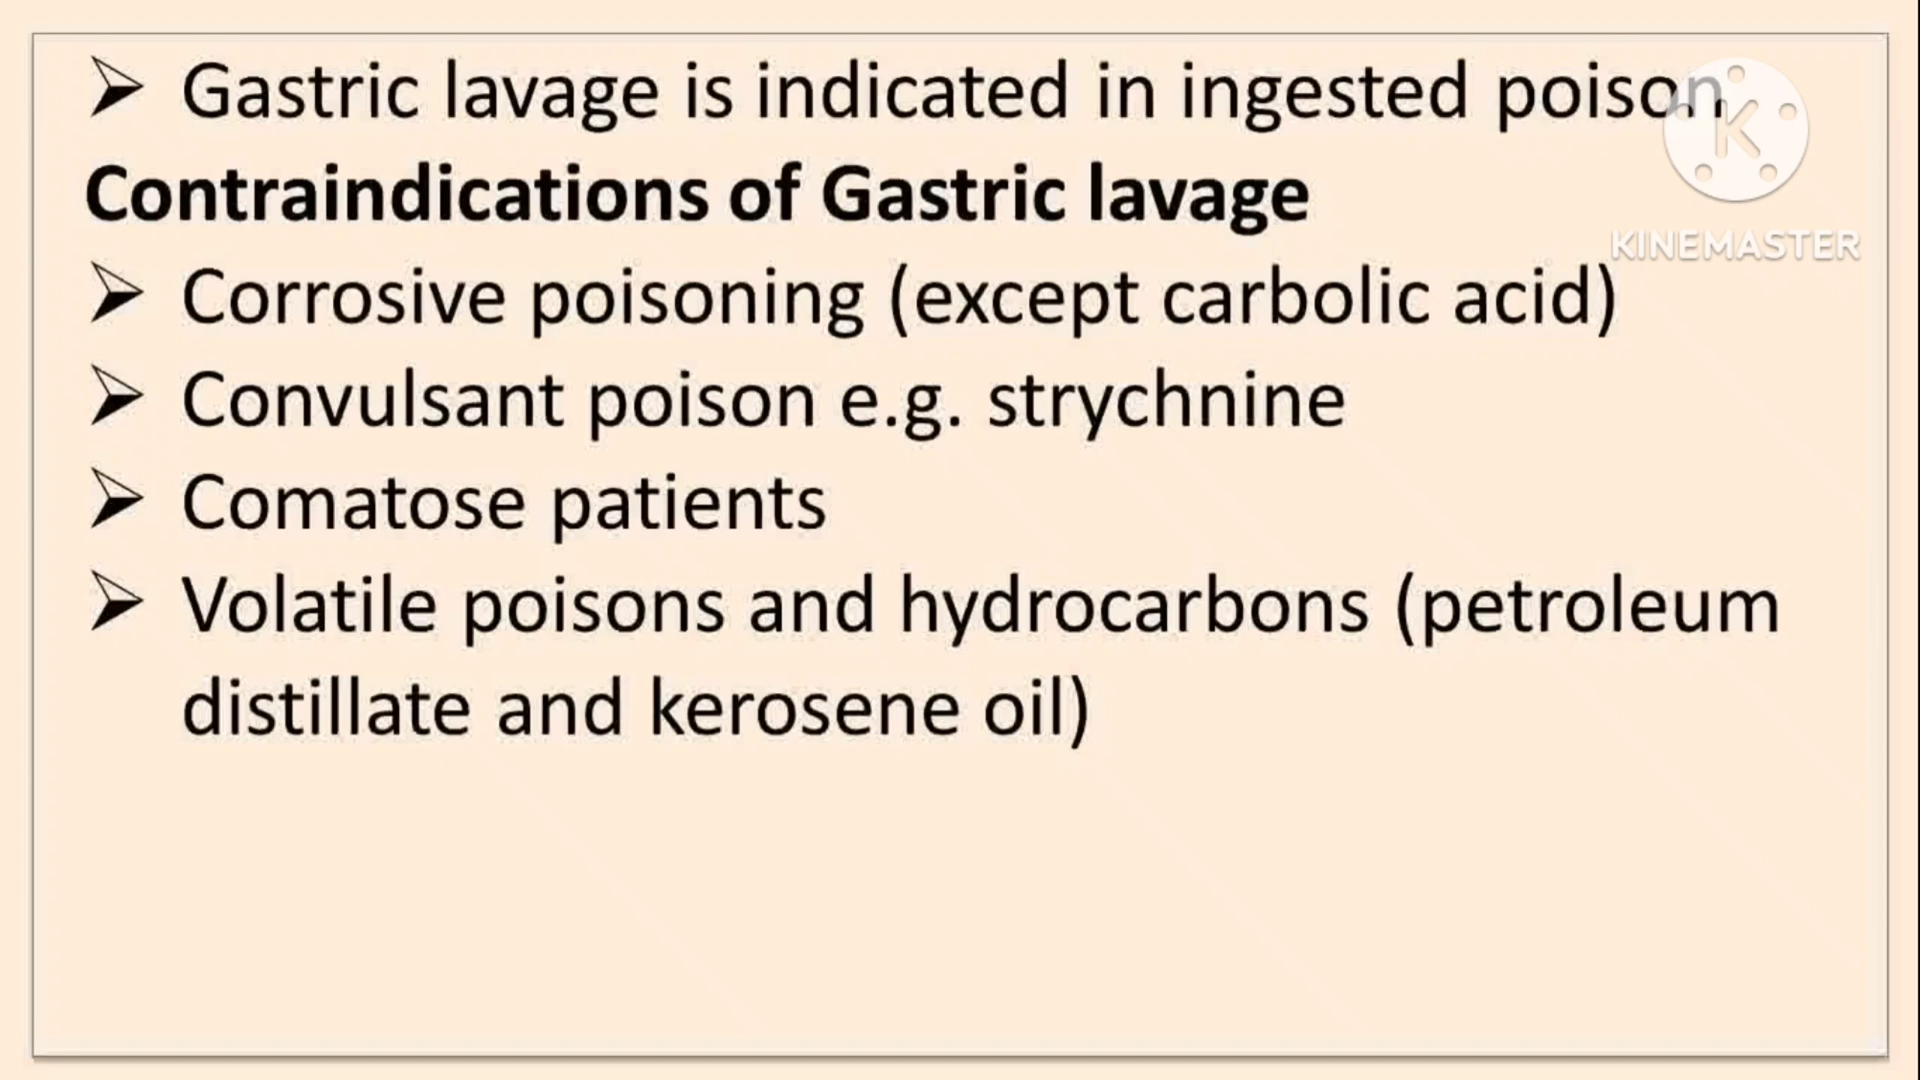 ➢ Gastric lavage is indicated in ingested poison
Contraindications of Gastric lavage
➢ Corrosive poisoning (except carbolic acid)
➢ Convulsant poison e.g. strychnine
➢ Comatose patients
➢ Volatile poisons and hydrocarbons (petroleum
distillate and kerosene oil)
K
KINEMASTER